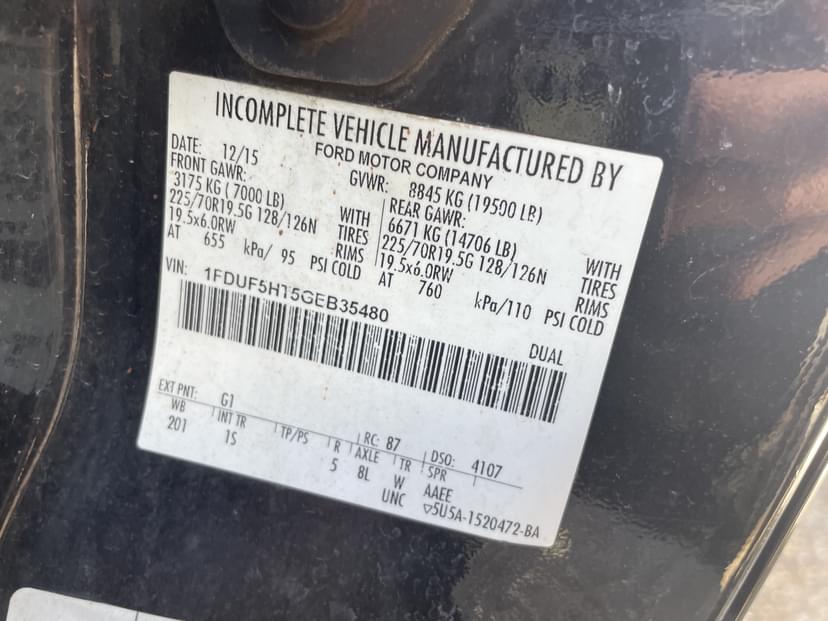 INCOMPLETE VEHICLE MANUFACTURED BY
FORD MOTOR COMPANY
DATE: 12/15 GVWR: 8845 KG (19500 LB)
FRONT GAWR: REAR GAWR:
3175 KG (7000 LB) WITH 6671 KG (14706 LB) WITH
225/70R19.5G 128/126N TIRES 225/70R19.5G 128/126N TIRES
19.5x6.0RW RIMS 19.5x6.0RW RIMS
AT 655 kPa/ 95 PSI COLD AT 760 kPa/110 PSI COLD
VIN: 1FDUF5HT5GEB35480
DUAL
EXT PNT: G1 RC: 87 DSO: 4107
WB INT TR TP/PS R AXLE TR SPR
201 1S 5 8L W AAEE
UNC ▽5U5A-1520472-BA